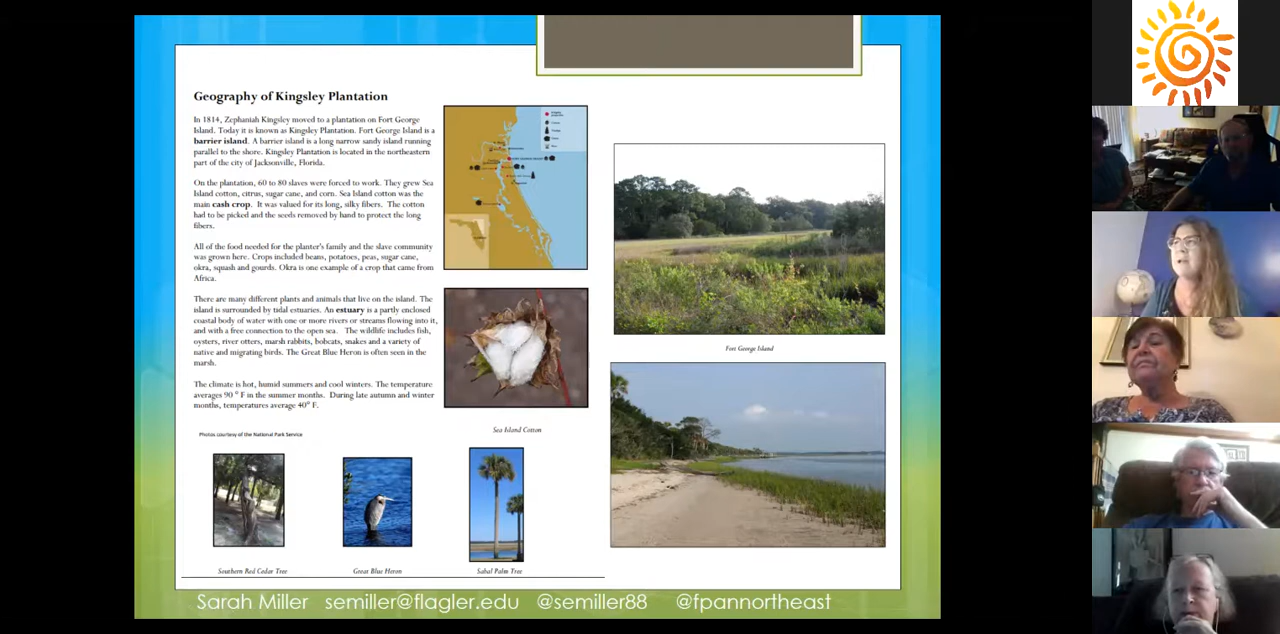 Geography of Kingsley Plantation
In 1814, Zephaniah Kingsley moved to a plantation on Fort George
Island. Today it is known as Kingsley Plantation. Fort George Island is a
barrier island. A barrier island is a long narrow sandy island running
parallel to the shore. Kingsley Plantation is located in the northeastern
part of the city of Jacksonville, Florida.
On the plantation, 60 to 80 slaves were forced to work. They grew Sea
Island cotton, citrus, sugar cane, and corn. Sea Island cotton was the
main cash crop. It was valued for its long, silky fibers. The cotton
had to be picked and the seeds removed by hand to protect the long
fibers.
All of the food needed for the planter's family and the slave community
was grown here. Crops included beans, potatoes, peas, sugar cane,
okra, squash and gourds. Okra is one example of a crop that came from
Africa.
There are many different plants and animals that live on the island. The
island is surrounded by tidal estuaries. An estuary is a partly enclosed
coastal body of water with one or more rivers or streams flowing into it,
and with a free connection to the open sea. The wildlife includes fish,
oysters, river otters, marsh rabbits, bobcats, snakes and a variety of
native and migrating birds. The Great Blue Heron is often seen in the
marsh.
The climate is hot, humid summers and cool winters. The temperature
averages 90 ° F in the summer months. During late autumn and winter
months, temperatures average 40° F.
Photos courtesy of the National Park Service
Southern Red Cedar Tree
Great Blue Heron
Sabal Palm Tree
Sea Island Cotton
Fort George Island
Sarah Miller semiller@flagler.edu @semiller88 @fpannortheast